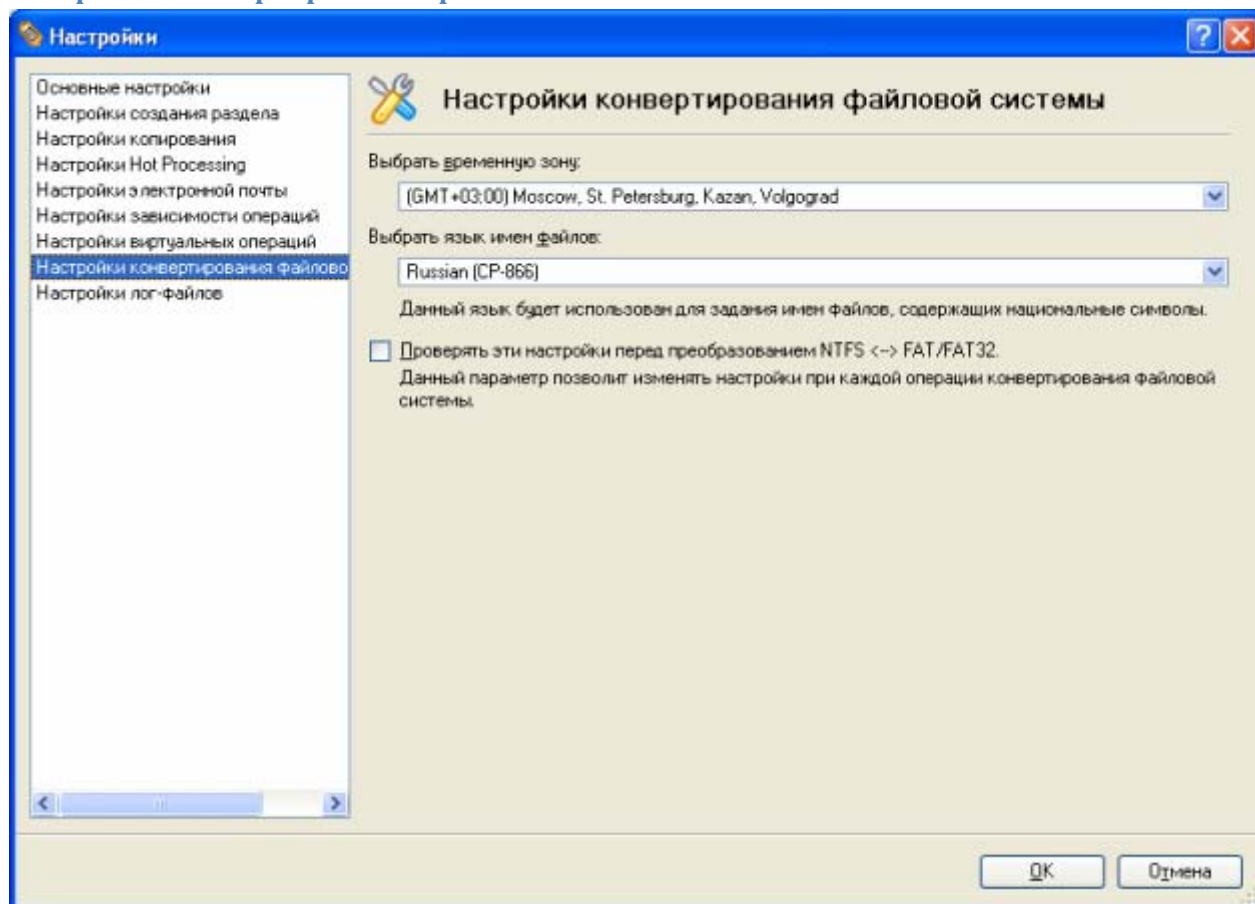 Настройки
Основные настройки
Настройки создания раздела
Настройки копирования
Настройки Hot Processing
Настройки электронной почты
Настройки зависимости операций
Настройки виртуальных операций
Настройки конвертирования файлово
Настройки лог-файлов
Настройки конвертирования файловой системы
Выбрать временную зону:
(GMT+03:00) Moscow, St. Petersburg, Kazan, Volgograd
Выбрать язык имен файлов:
Russian (CP-866)
Данный язык будет использован для задания имен файлов, содержащих национальные символы.
Проверять эти настройки перед преобразованием NTFS <--> FAT/FAT32.
Данный параметр позволит изменять настройки при каждой операции конвертирования файловой
системы.
OK
Отмена